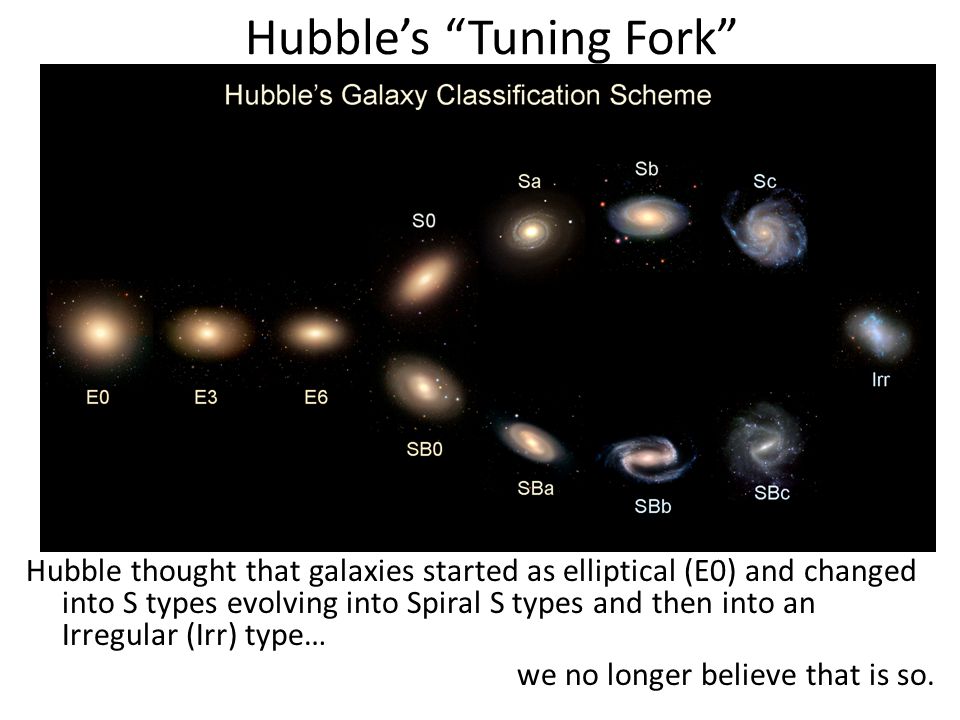 Hubble’s “Tuning Fork”
Hubble’s Galaxy Classification Scheme
Sa
Sb
Sc
S0
E0
E3
E6
Irr
SB0
SBa
SBb
SBc
Hubble thought that galaxies started as elliptical (E0) and changed
into S types evolving into Spiral S types and then into an
Irregular (Irr) type…
we no longer believe that is so.